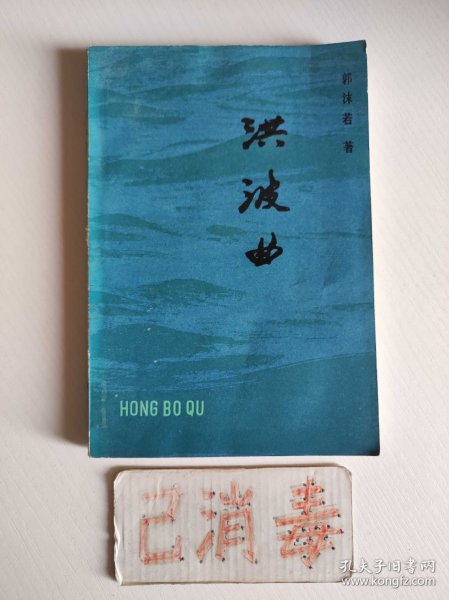 郭沫若 著
洪波曲
HONG BO QU
已消毒
孔夫子旧书网
www.kongfz.com